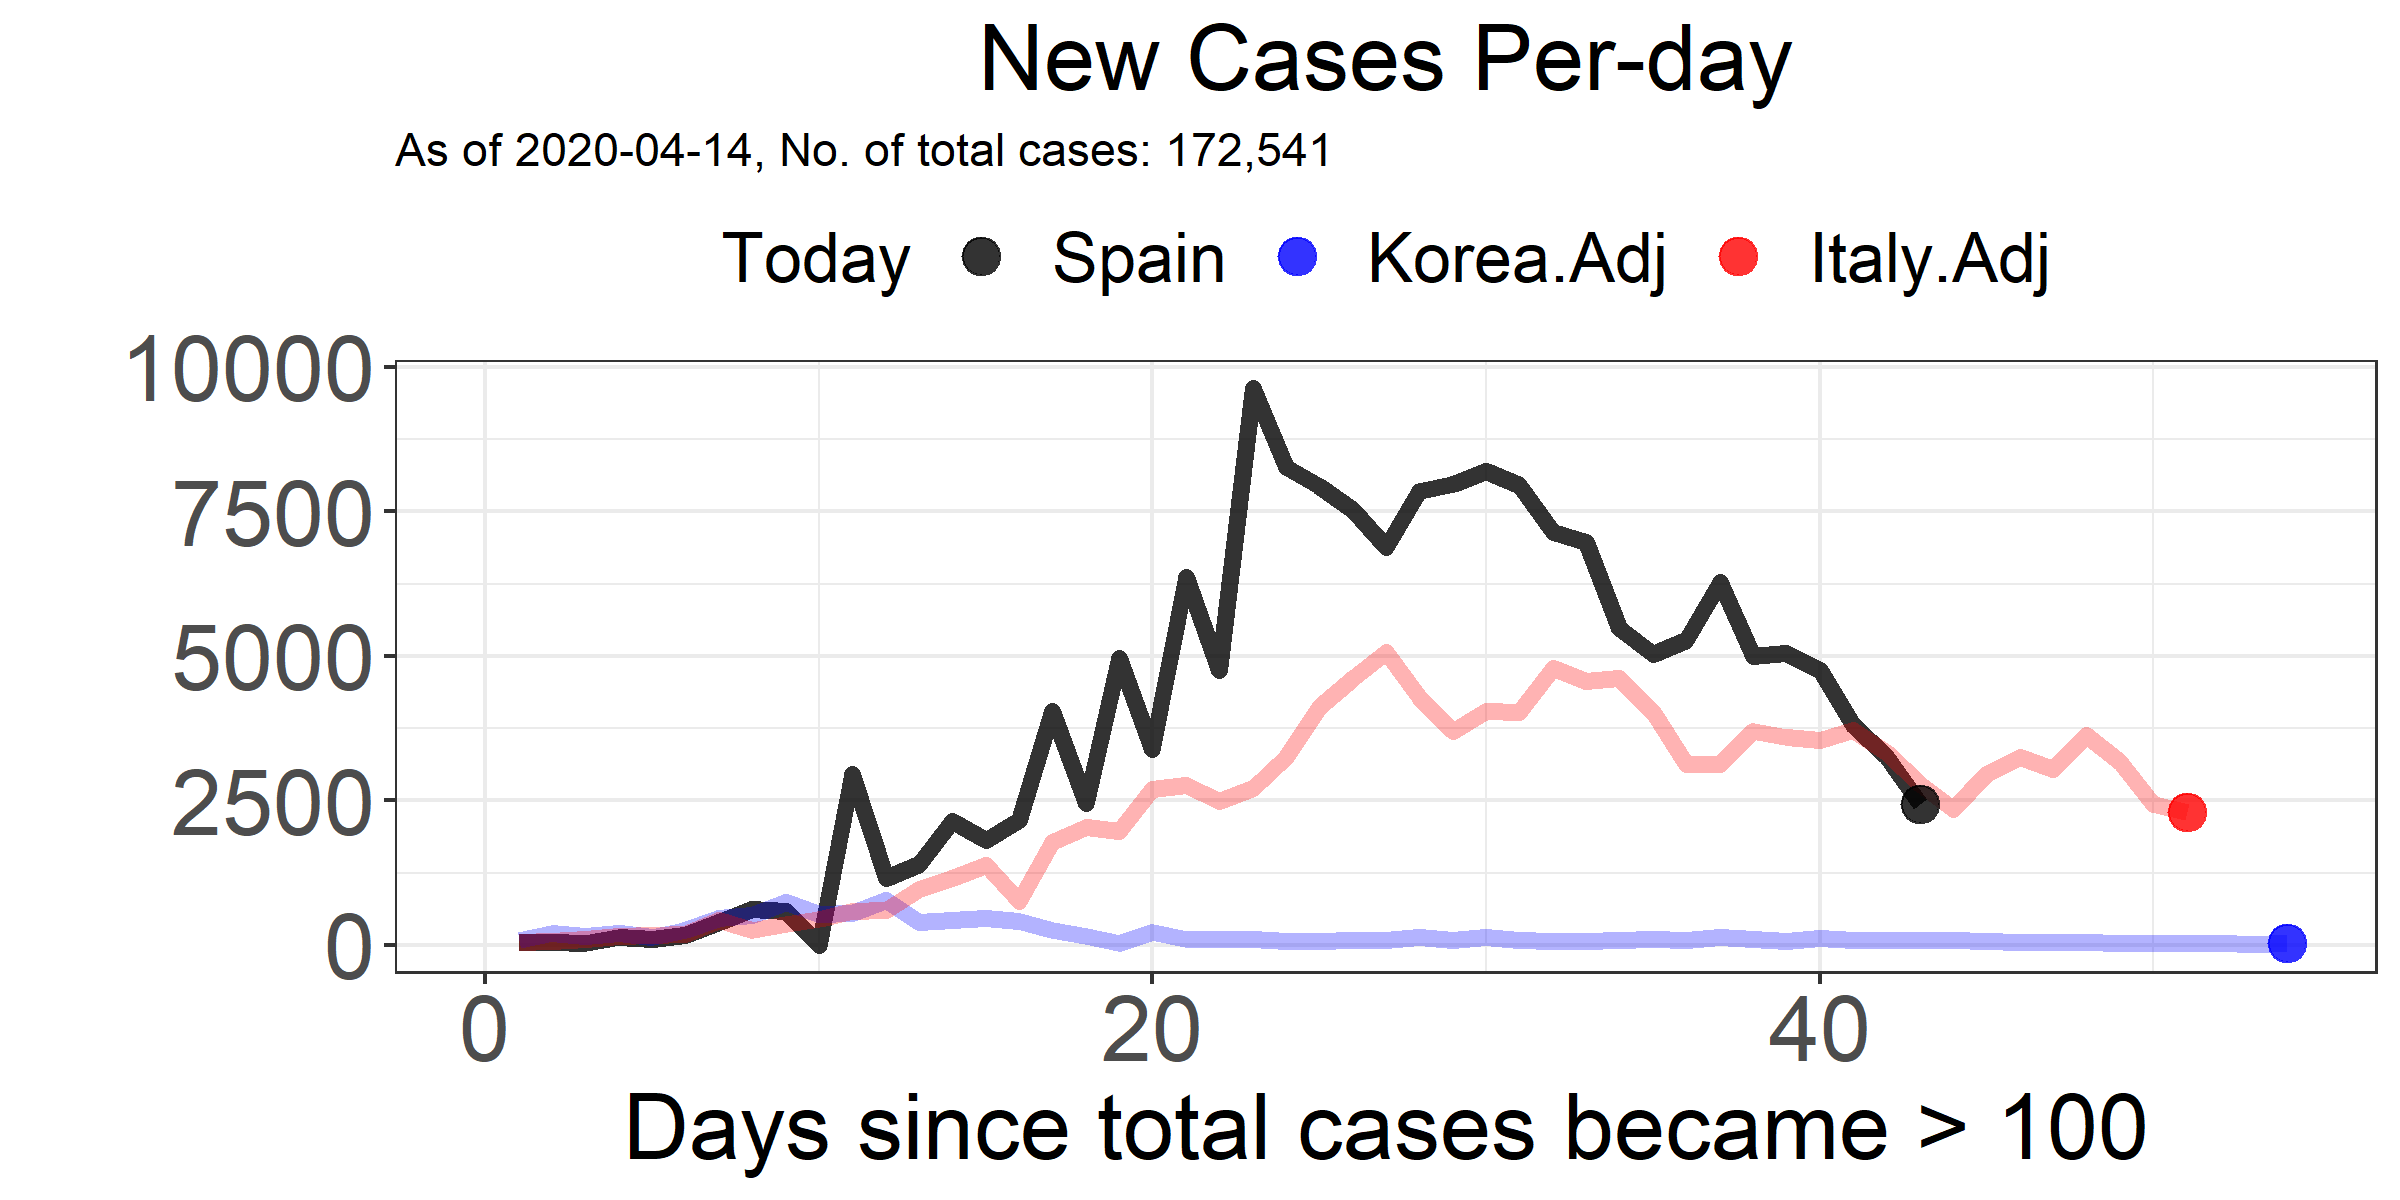 New Cases Per-day
As of 2020-04-14, No. of total cases: 172,541
Today Spain Korea.Adj Italy.Adj
10000
7500
5000
2500
0
0 20 40
Days since total cases became > 100